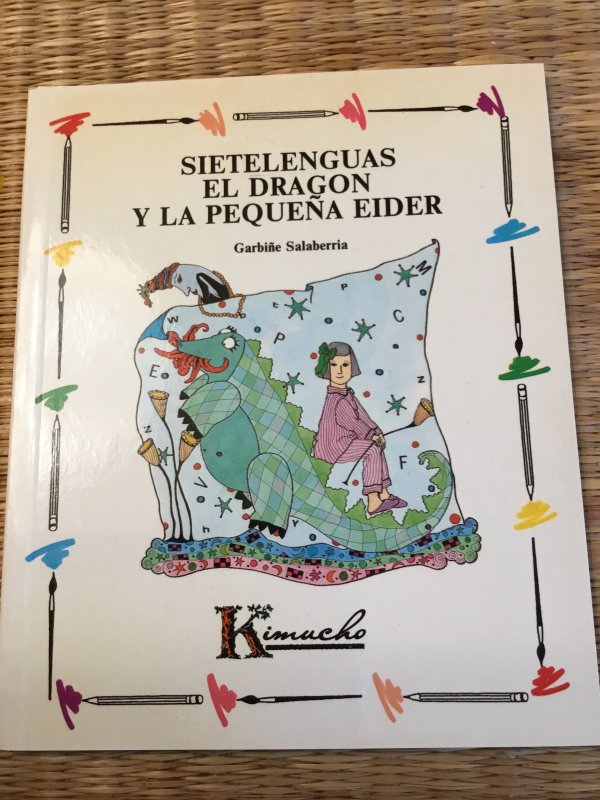 SIETELENGUAS
EL DRAGON
Y LA PEQUEÑA EIDER
Garbiñe Salaberria
M
P
C
W
P
E
Z
Z
F
V
h
Y
Kimucho